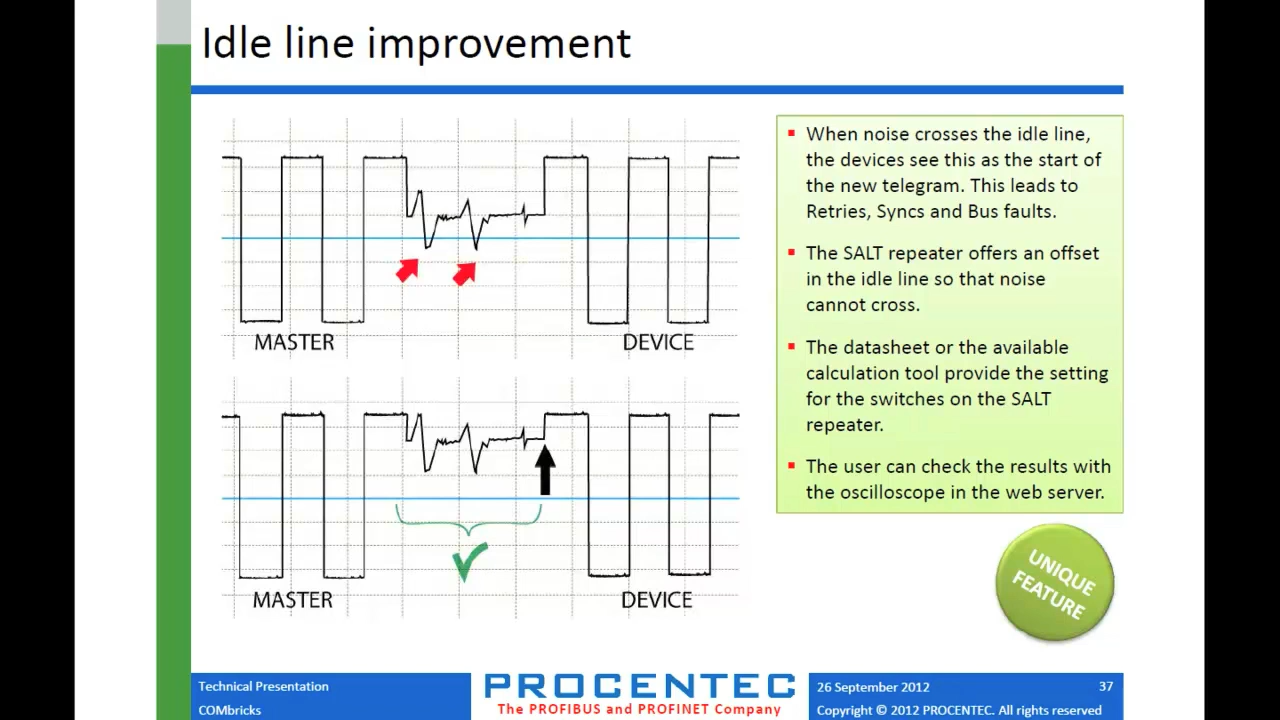 Idle line improvement
MASTER
DEVICE
MASTER
DEVICE
When noise crosses the idle line,
the devices see this as the start of
the new telegram. This leads to
Retries, Syncs and Bus faults.
The SALT repeater offers an offset
in the idle line so that noise
cannot cross.
The datasheet or the available
calculation tool provide the setting
for the switches on the SALT
repeater.
The user can check the results with
the oscilloscope in the web server.
UNIQUE
FEATURE
Technical Presentation
COMbricks
PROCENTEC
The PROFIBUS and PROFINET Company
26 September 2012
37
Copyright © 2012 PROCENTEC. All rights reserved